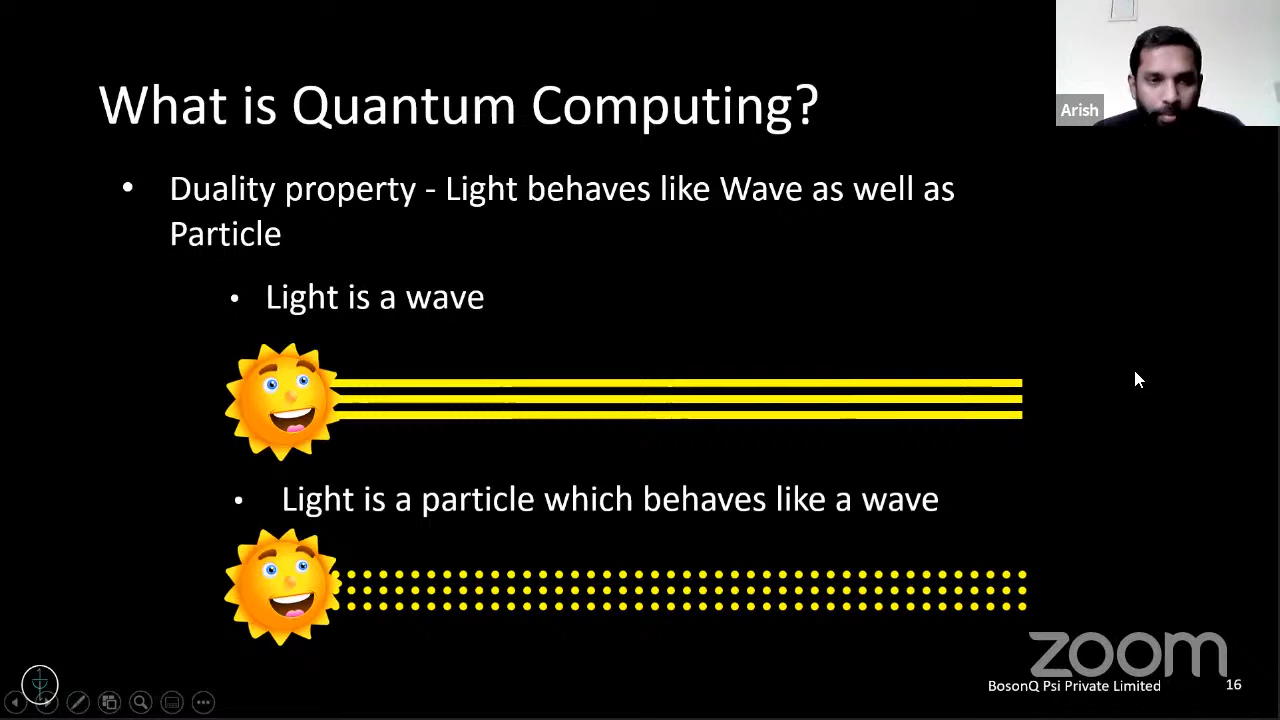 What is Quantum Computing?
Arish
• Duality property - Light behaves like Wave as well as
Particle
• Light is a wave
• Light is a particle which behaves like a wave
zoom
BosonQ Psi Private Limited
16